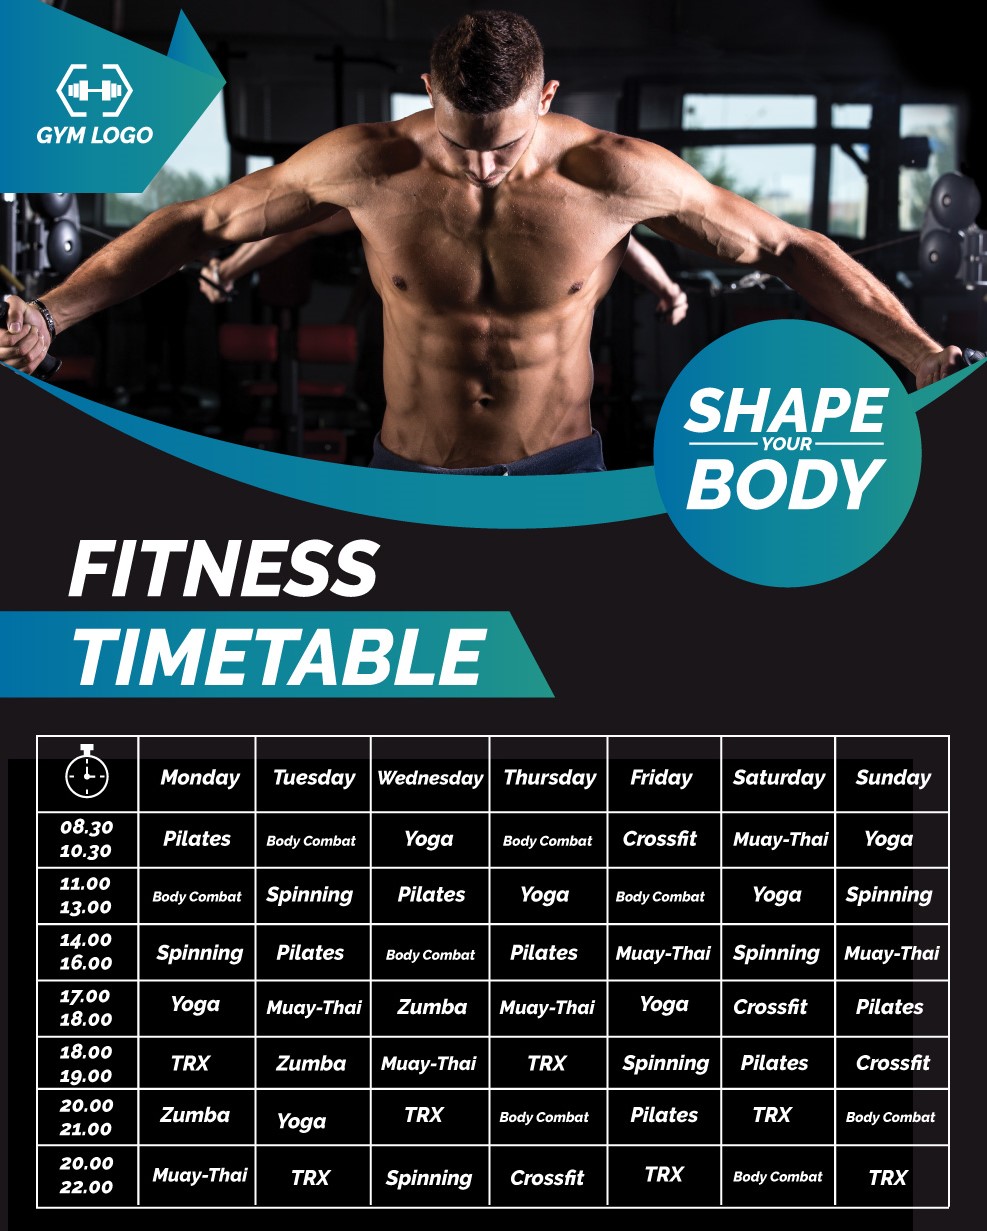 GYM LOGO
SHAPE
YOUR
BODY
FITNESS
TIMETABLE
Monday Tuesday Wednesday Thursday Friday Saturday Sunday
08.30
10.30
Pilates Body Combat Yoga Body Combat Crossfit Muay-Thai Yoga
11.00
13.00
Body Combat Spinning Pilates Yoga Body Combat Yoga Spinning
14.00
16.00
Spinning Pilates Body Combat Pilates Muay-Thai Spinning Muay-Thai
17.00
18.00
Yoga Muay-Thai Zumba Muay-Thai Yoga Crossfit Pilates
18.00
19.00
TRX Zumba Muay-Thai TRX Spinning Pilates Crossfit
20.00
21.00
Zumba Yoga TRX Body Combat Pilates TRX Body Combat
20.00
22.00
Muay-Thai TRX Spinning Crossfit TRX Body Combat TRX